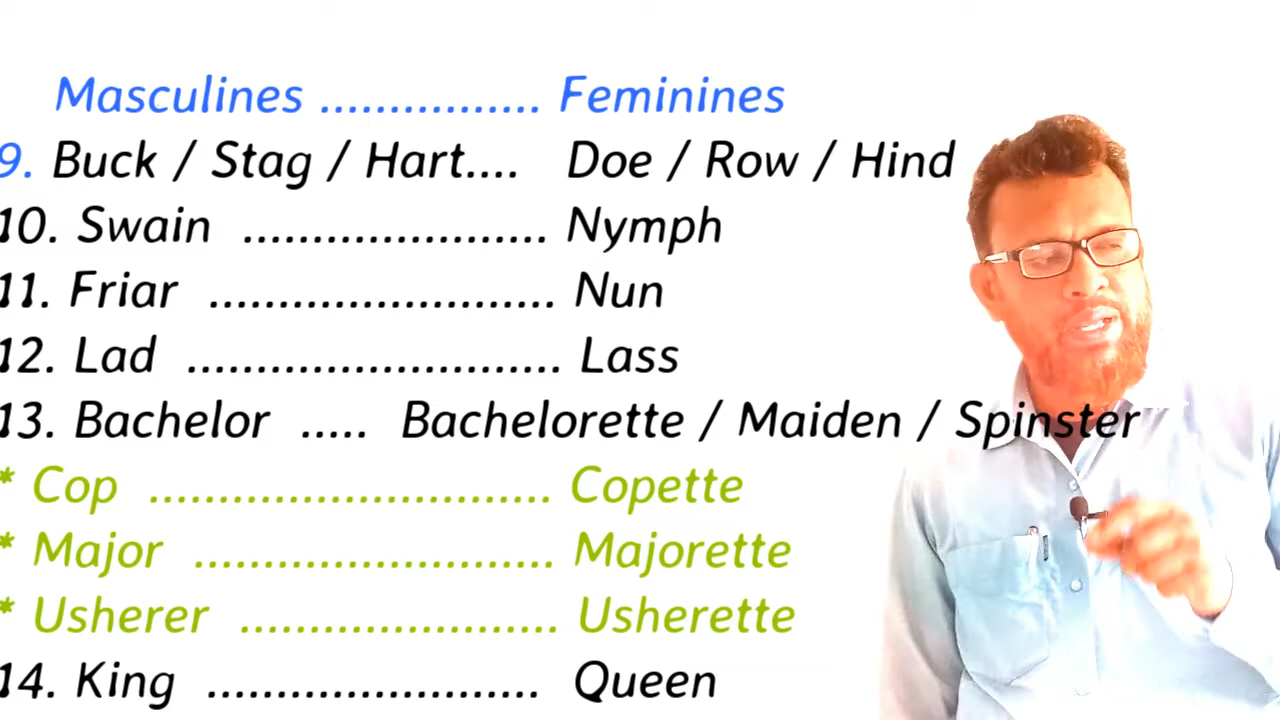 Masculines ................ Feminines
9. Buck / Stag / Hart.... Doe / Row / Hind
10. Swain ...................... Nymph
11. Friar ......................... Nun
12. Lad ........................... Lass
13. Bachelor ..... Bachelorette / Maiden / Spinster
* Cop ............................. Copette
* Major .......................... Majorette
* Usherer ....................... Usherette
14. King ........................ Queen